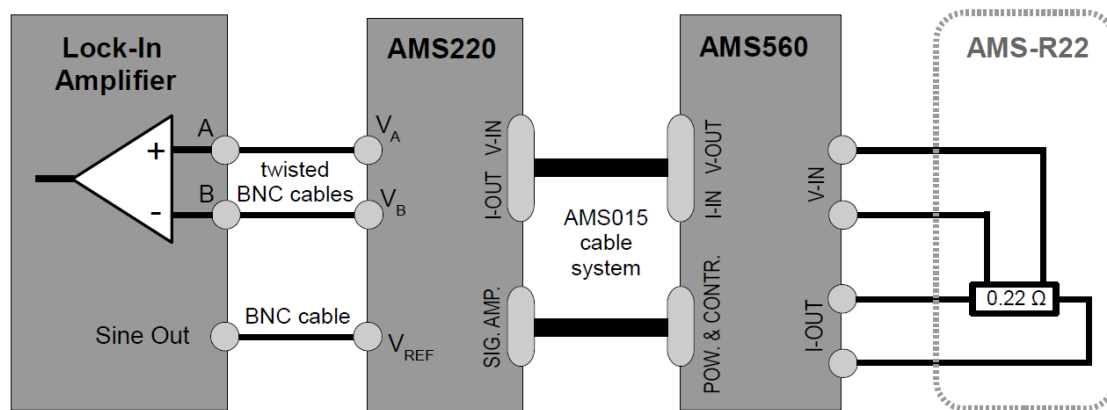 Lock-In
Amplifier
A
+
B
-
twisted
BNC cables
BNC cable
Sine Out
AMS220
V_A
V_B
V_REF
V-IN
I-OUT
SIG. AMP.
AMS015
cable
system
AMS560
V-OUT
I-IN
POW. & CONTR.
V-IN
I-OUT
AMS-R22
0.22 Ω